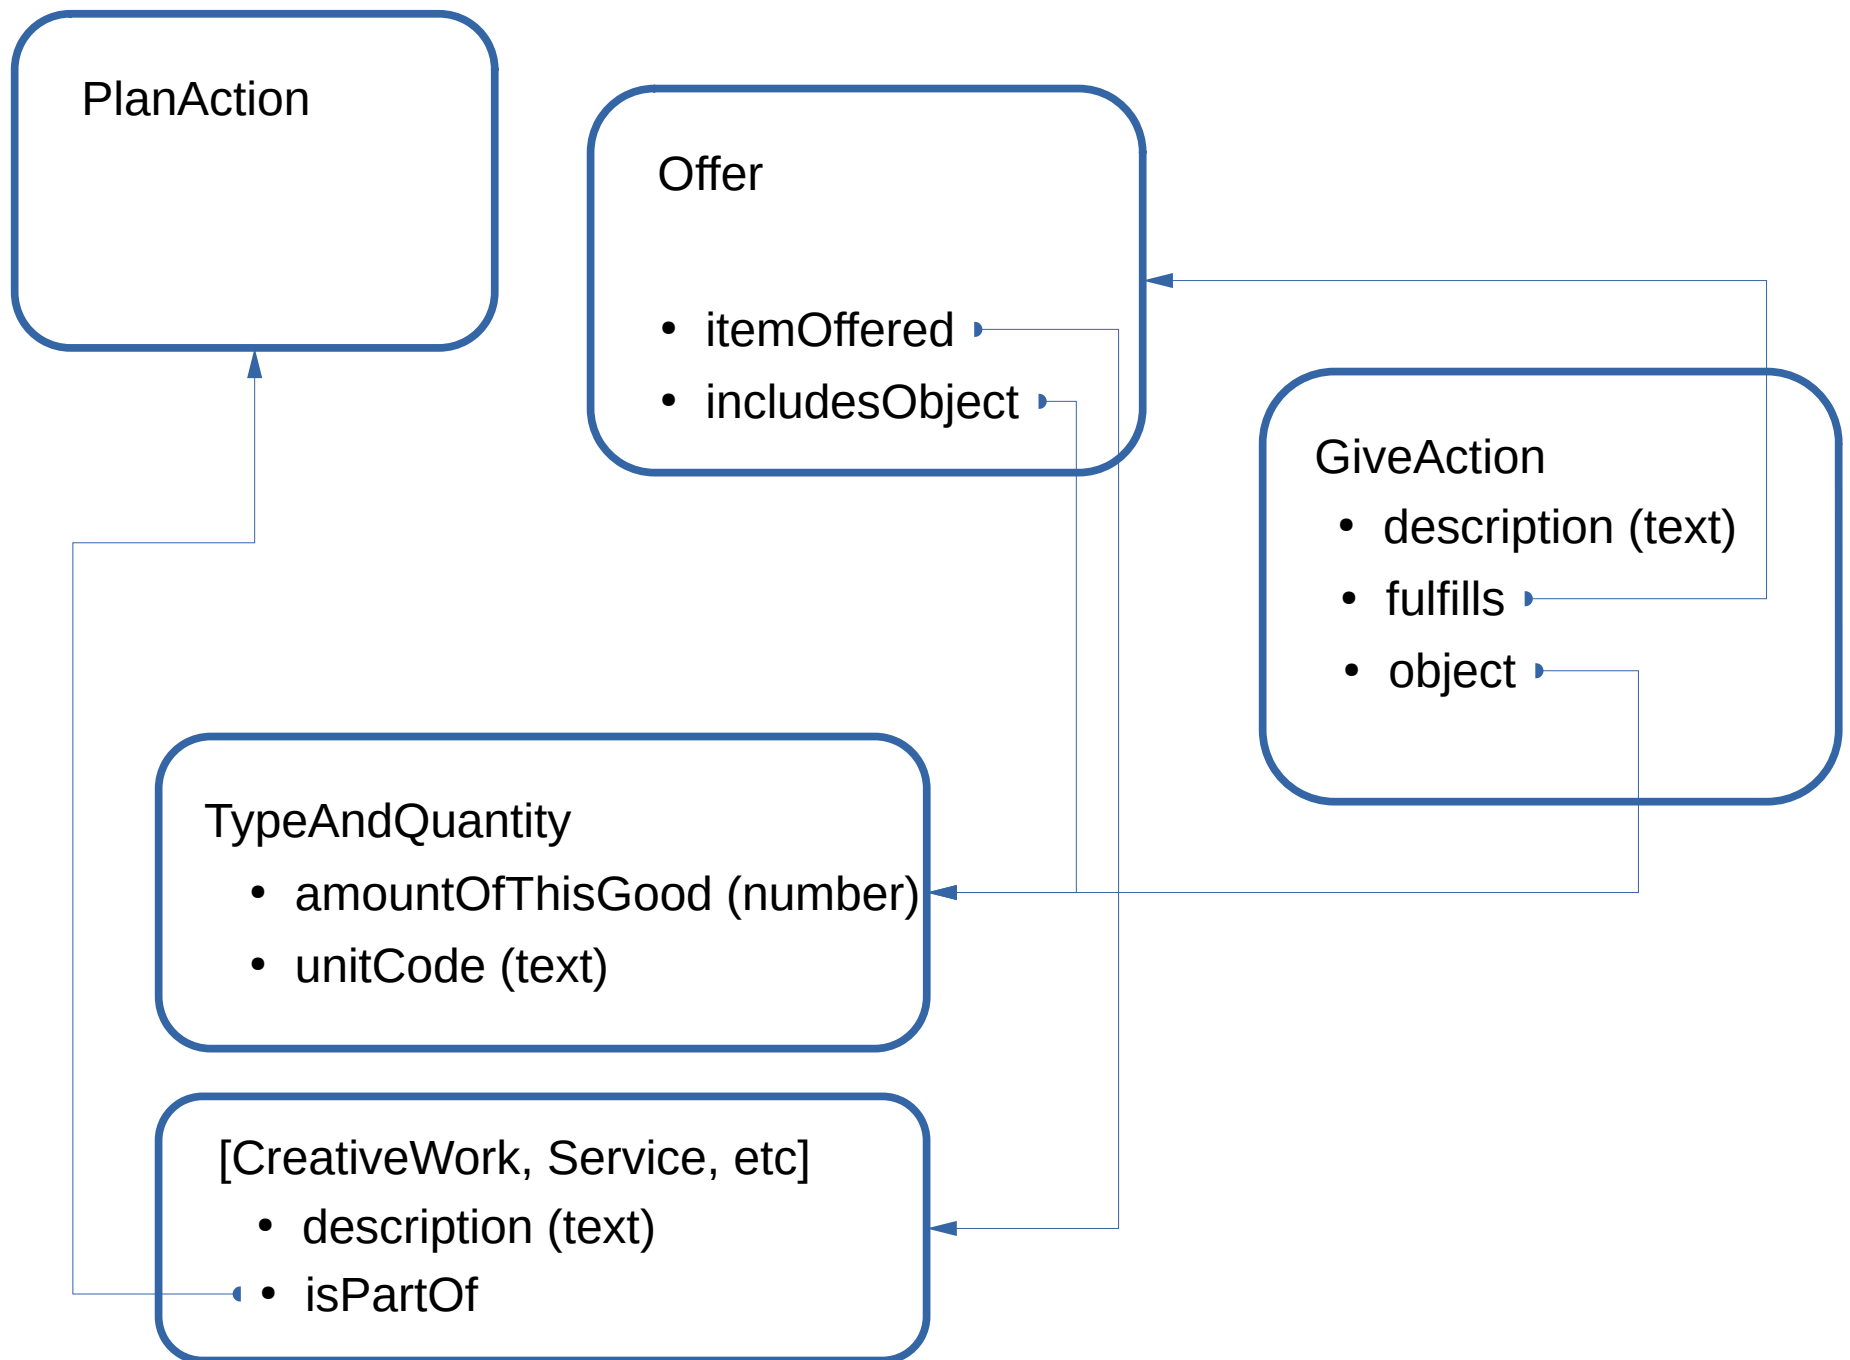 PlanAction
Offer
• itemOffered
• includesObject
GiveAction
• description (text)
• fulfills
• object
TypeAndQuantity
• amountOfThisGood (number)
• unitCode (text)
[CreativeWork, Service, etc]
• description (text)
• isPartOf